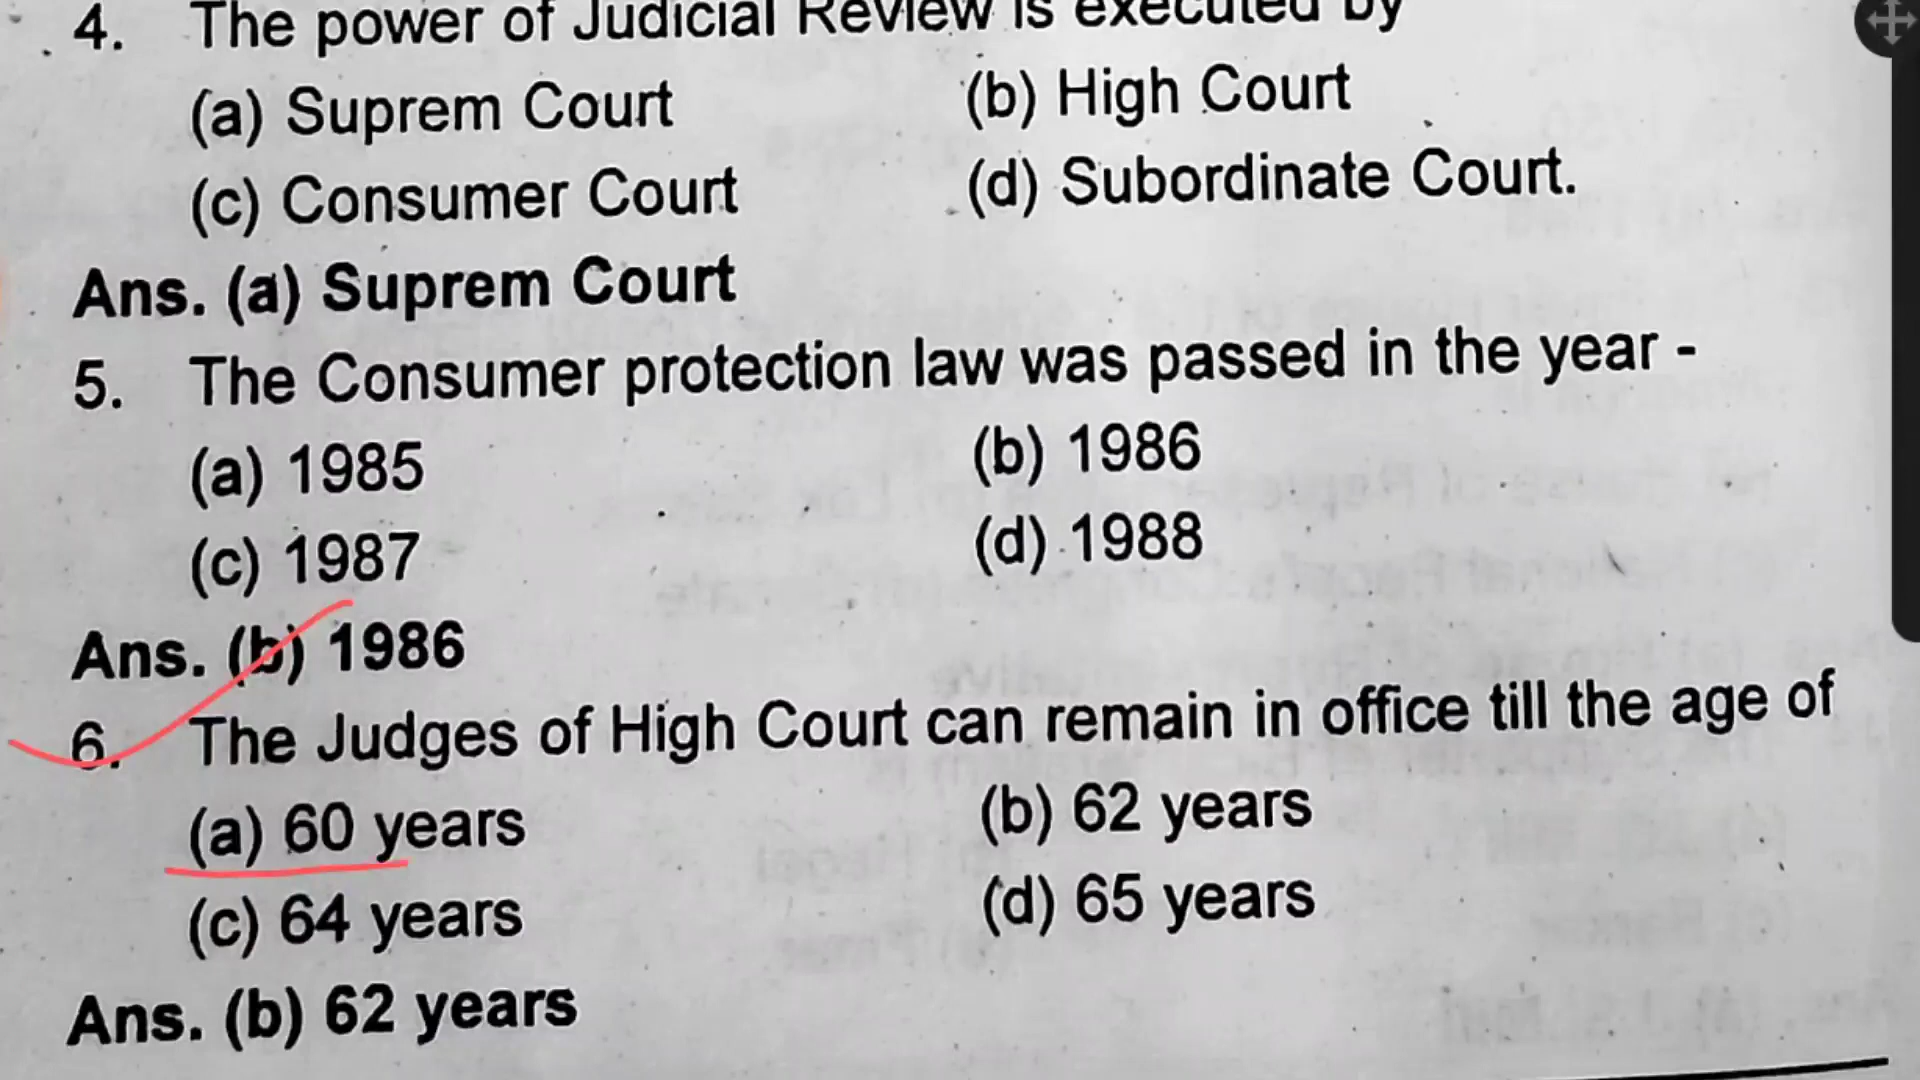 4. The power of Judicial Review is executed by
(a) Suprem Court (b) High Court
(c) Consumer Court (d) Subordinate Court.
Ans. (a) Suprem Court
5. The Consumer protection law was passed in the year -
(a) 1985 (b) 1986
(c) 1987 (d) 1988
Ans. (b) 1986
6. The Judges of High Court can remain in office till the age of
(a) 60 years (b) 62 years
(c) 64 years (d) 65 years
Ans. (b) 62 years